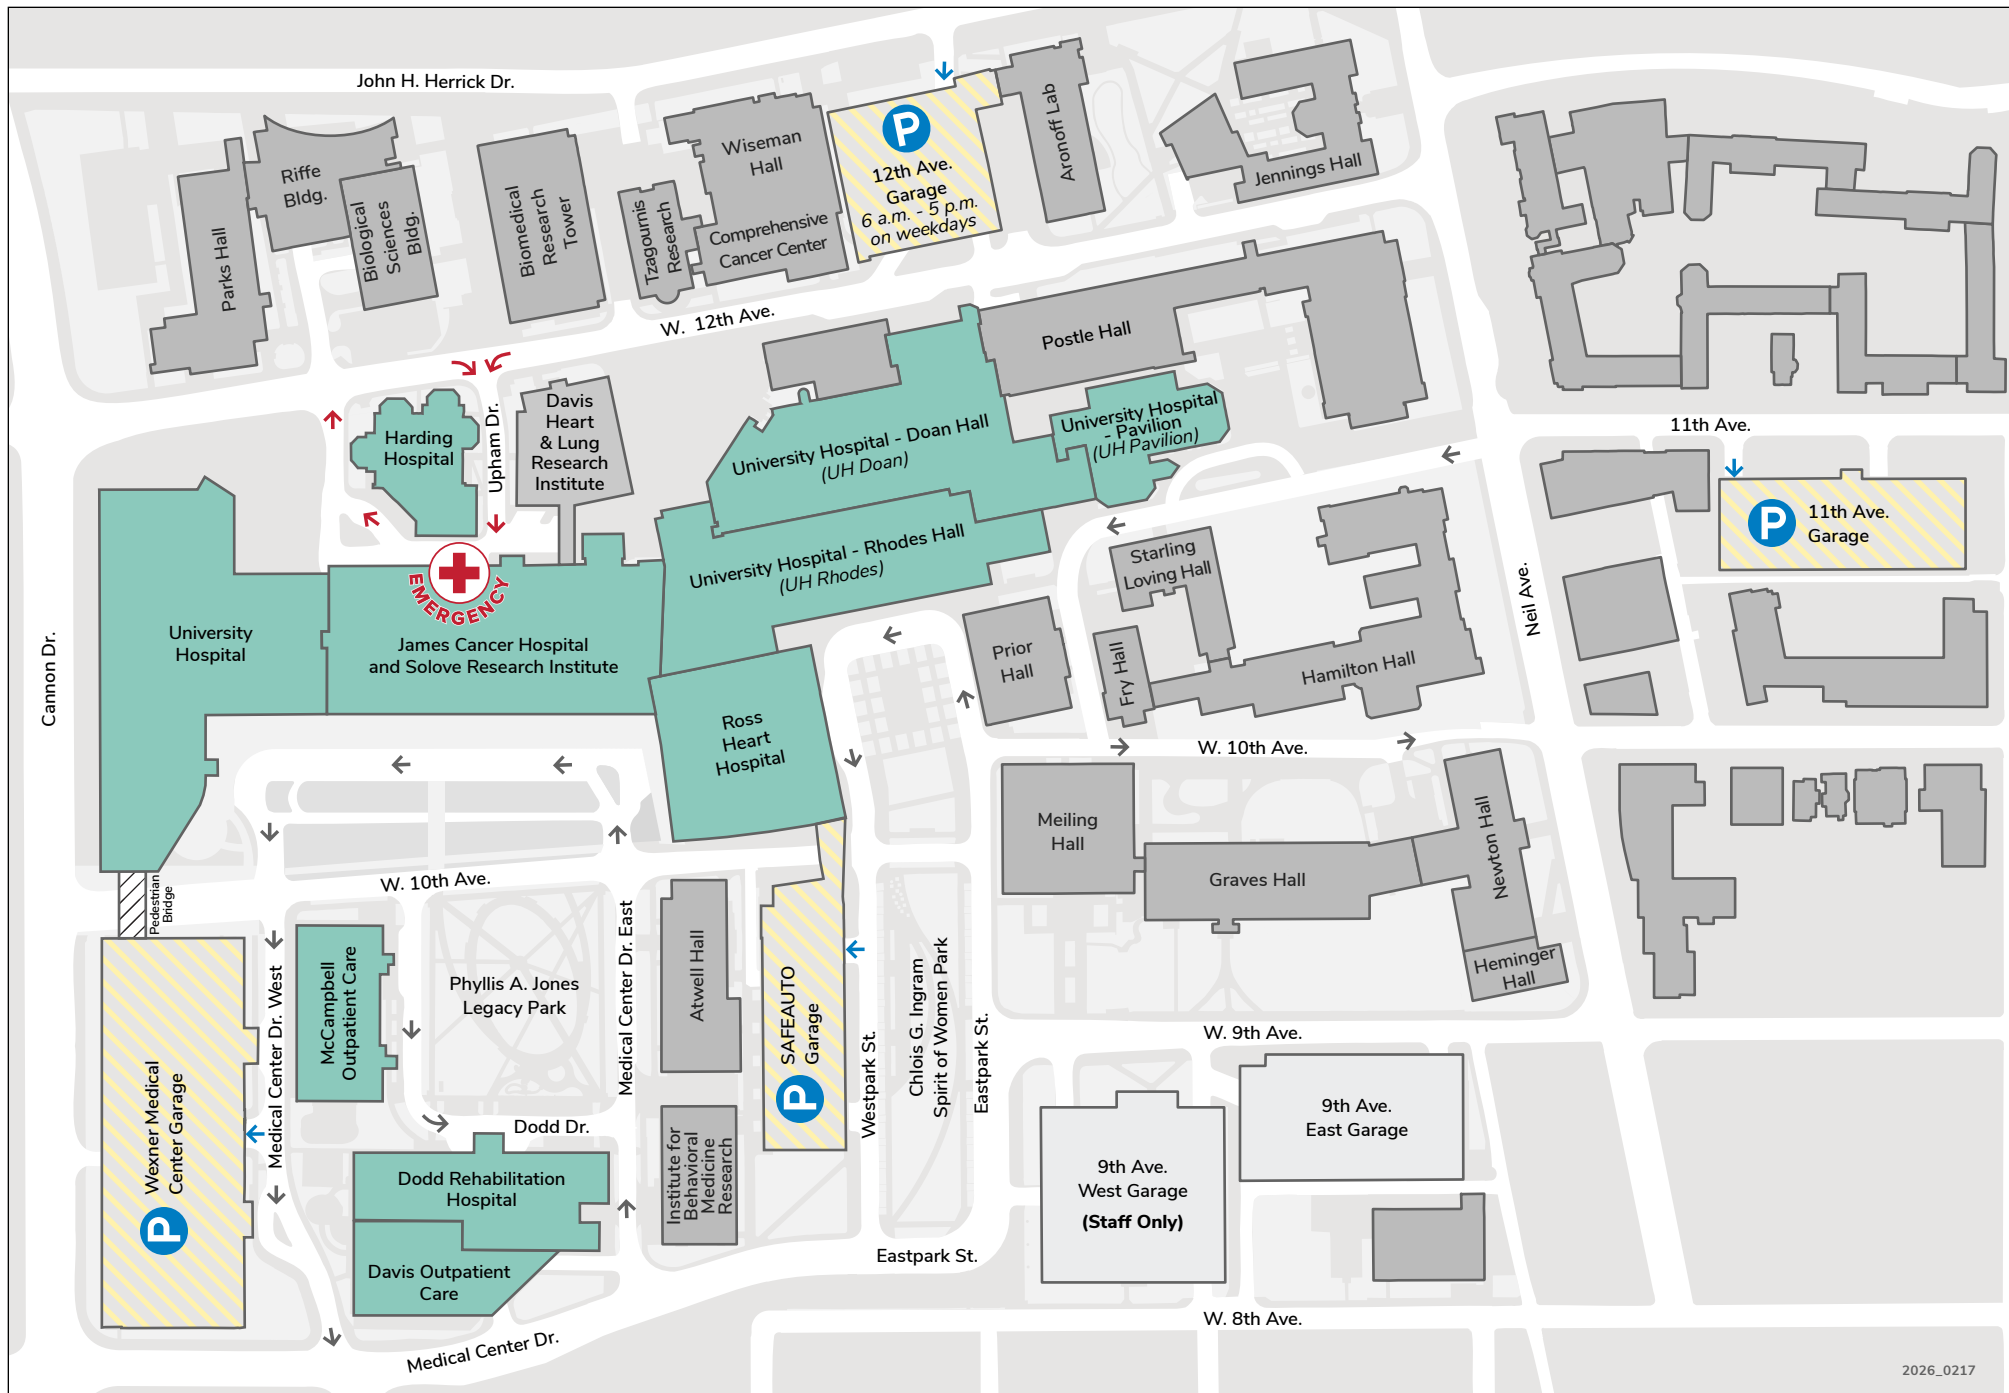 John H. Herrick Dr.
Riffe
Bldg.
Parks Hall
Biological
Sciences
Bldg.
Biomedical
Research
Tower
Tzagournis
Research
Wiseman
Hall
Comprehensive
Cancer Center
P
12th Ave.
Garage
6 a.m. - 5 p.m.
on weekdays
Aronoff Lab
Jennings Hall
W. 12th Ave.
Postle Hall
Harding
Hospital
Upham Dr.
Davis
Heart
& Lung
Research
Institute
University Hospital - Doan Hall
(UH Doan)
University Hospital
- Pavilion
(UH Pavilion)
11th Ave.
P
11th Ave.
Garage
University Hospital - Rhodes Hall
(UH Rhodes)
Starling
Loving Hall
EMERGENCY
University
Hospital
James Cancer Hospital
and Solove Research Institute
Cannon Dr.
Neil Ave.
Prior
Hall
Fry Hall
Hamilton Hall
Ross
Heart
Hospital
W. 10th Ave.
Meiling
Hall
Graves Hall
Newton Hall
Heminger
Hall
W. 10th Ave.
Pedestrian
Bridge
McCampbell
Outpatient Care
Phyllis A. Jones
Legacy Park
Medical Center Dr. East
Atwell Hall
SAFEAUTO
Garage
P
Westpark St.
Chlois G. Ingram
Spirit of Women Park
Eastpark St.
W. 9th Ave.
Wexner Medical
Center Garage
P
Medical Center Dr. West
Dodd Dr.
Dodd Rehabilitation
Hospital
Davis Outpatient
Care
Institute for
Behavioral
Medicine
Research
9th Ave.
East Garage
9th Ave.
West Garage
(Staff Only)
Eastpark St.
W. 8th Ave.
Medical Center Dr.
2026_0217